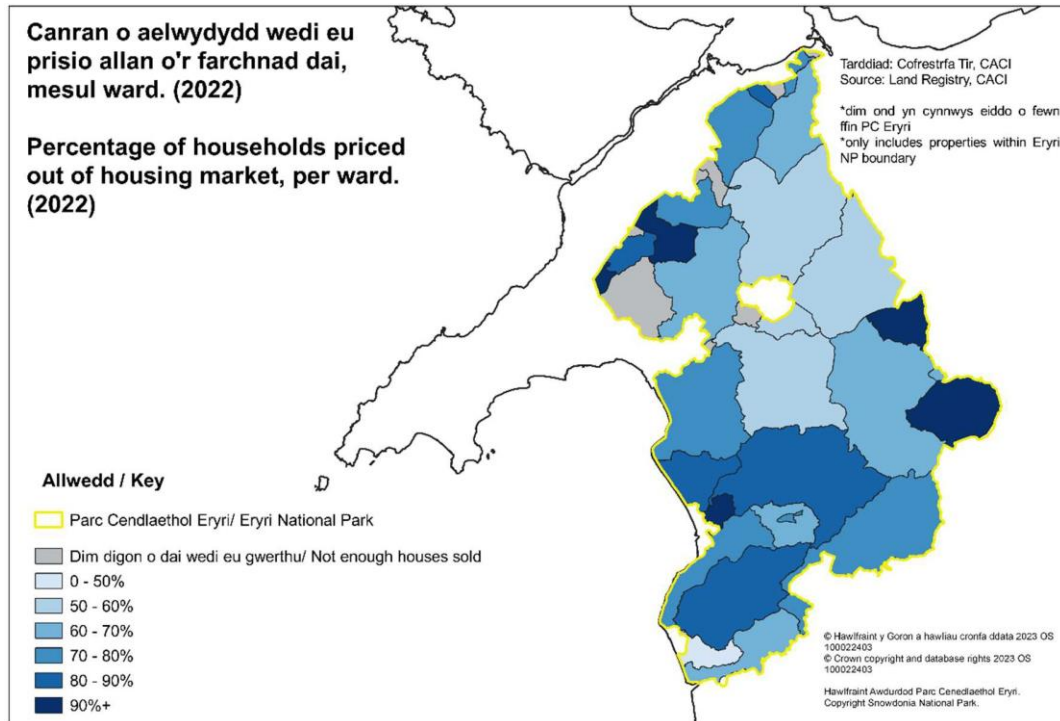 Canran o aelwydydd wedi eu
prisio allan o'r farchnad dai,
mesul ward. (2022)
Percentage of households priced
out of housing market, per ward.
(2022)
Tarddiad: Cofrestrfa Tir, CACI
Source: Land Registry, CACI
*dim ond yn cynnwys eiddo o fewn
ffin PC Eryri
*only includes properties within Eryri
NP boundary
Allwedd / Key
Parc Cendlaethol Eryri/ Eryri National Park
Dim digon o dai wedi eu gwerthu/ Not enough houses sold
0 - 50%
50 - 60%
60 - 70%
70 - 80%
80 - 90%
90%+
© Hawlfraint y Goron a hawliau cronfa ddata 2023 OS
100022403
© Crown copyright and database rights 2023 OS
100022403
Hawlfraint Awdurdod Parc Cenedlaethol Eryri.
Copyright Snowdonia National Park.